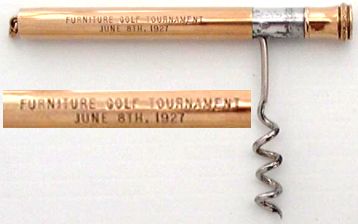 FURNITURE GOLF TOURNAMENT
JUNE 8TH, 1927
FURNITURE GOLF TOURNAMENT
JUNE 8TH, 1927